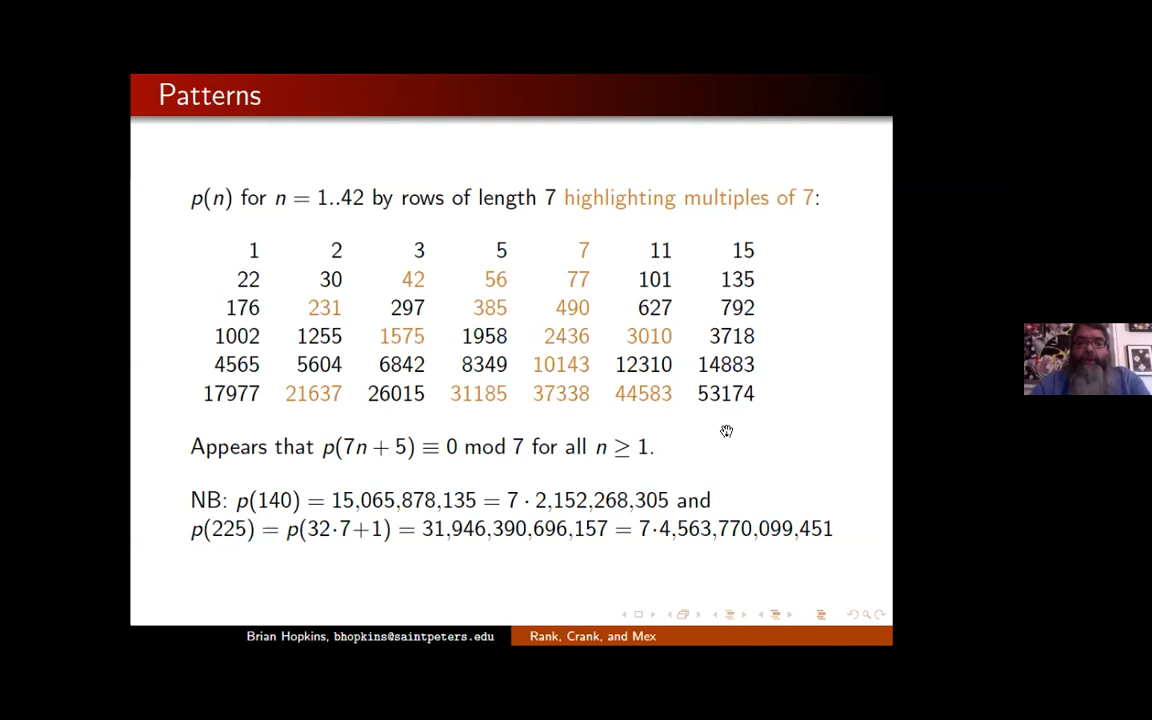 Patterns
p(n) for n = 1..42 by rows of length 7 highlighting multiples of 7:
1 2 3 5 7 11 15
22 30 42 56 77 101 135
176 231 297 385 490 627 792
1002 1255 1575 1958 2436 3010 3718
4565 5604 6842 8349 10143 12310 14883
17977 21637 26015 31185 37338 44583 53174
Appears that p(7n + 5) ≡ 0 mod 7 for all n ≥ 1.
NB: p(140) = 15,065,878,135 = 7 · 2,152,268,305 and
p(225) = p(32·7+1) = 31,946,390,696,157 = 7·4,563,770,099,451
Brian Hopkins, bhopkins@saintpeters.edu Rank, Crank, and Mex